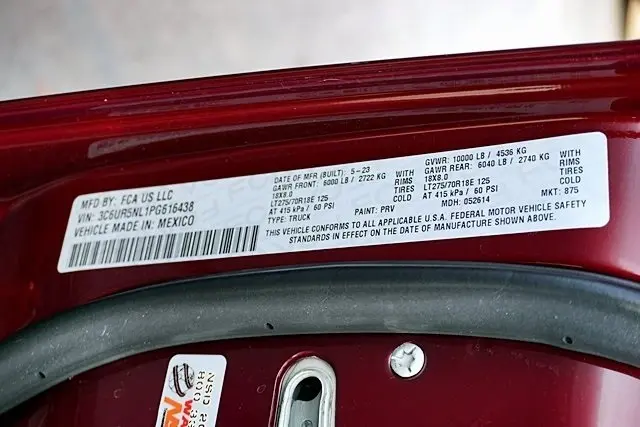 MFD BY: FCA US LLC
VIN: 3C6UR5NL1PG616438
VEHICLE MADE IN: MEXICO
DATE OF MFR (BUILT): 5-23
GAWR FRONT: 6000 LB / 2722 KG WITH
18X8.0 RIMS
LT275/70R18E 125
AT 415 kPa / 60 PSI COLD
TYPE: TRUCK PAINT: PRV
GVWR: 10000 LB / 4536 KG
GAWR REAR: 6040 LB / 2740 KG WITH
18X8.0 RIMS
LT275/70R18E 125
AT 415 kPa / 60 PSI COLD
MDH: 052614 MKT: 875
THIS VEHICLE CONFORMS TO ALL APPLICABLE U.S.A. FEDERAL MOTOR VEHICLE SAFETY
STANDARDS IN EFFECT ON THE DATE OF MANUFACTURE SHOWN ABOVE.
NSD
800
WA